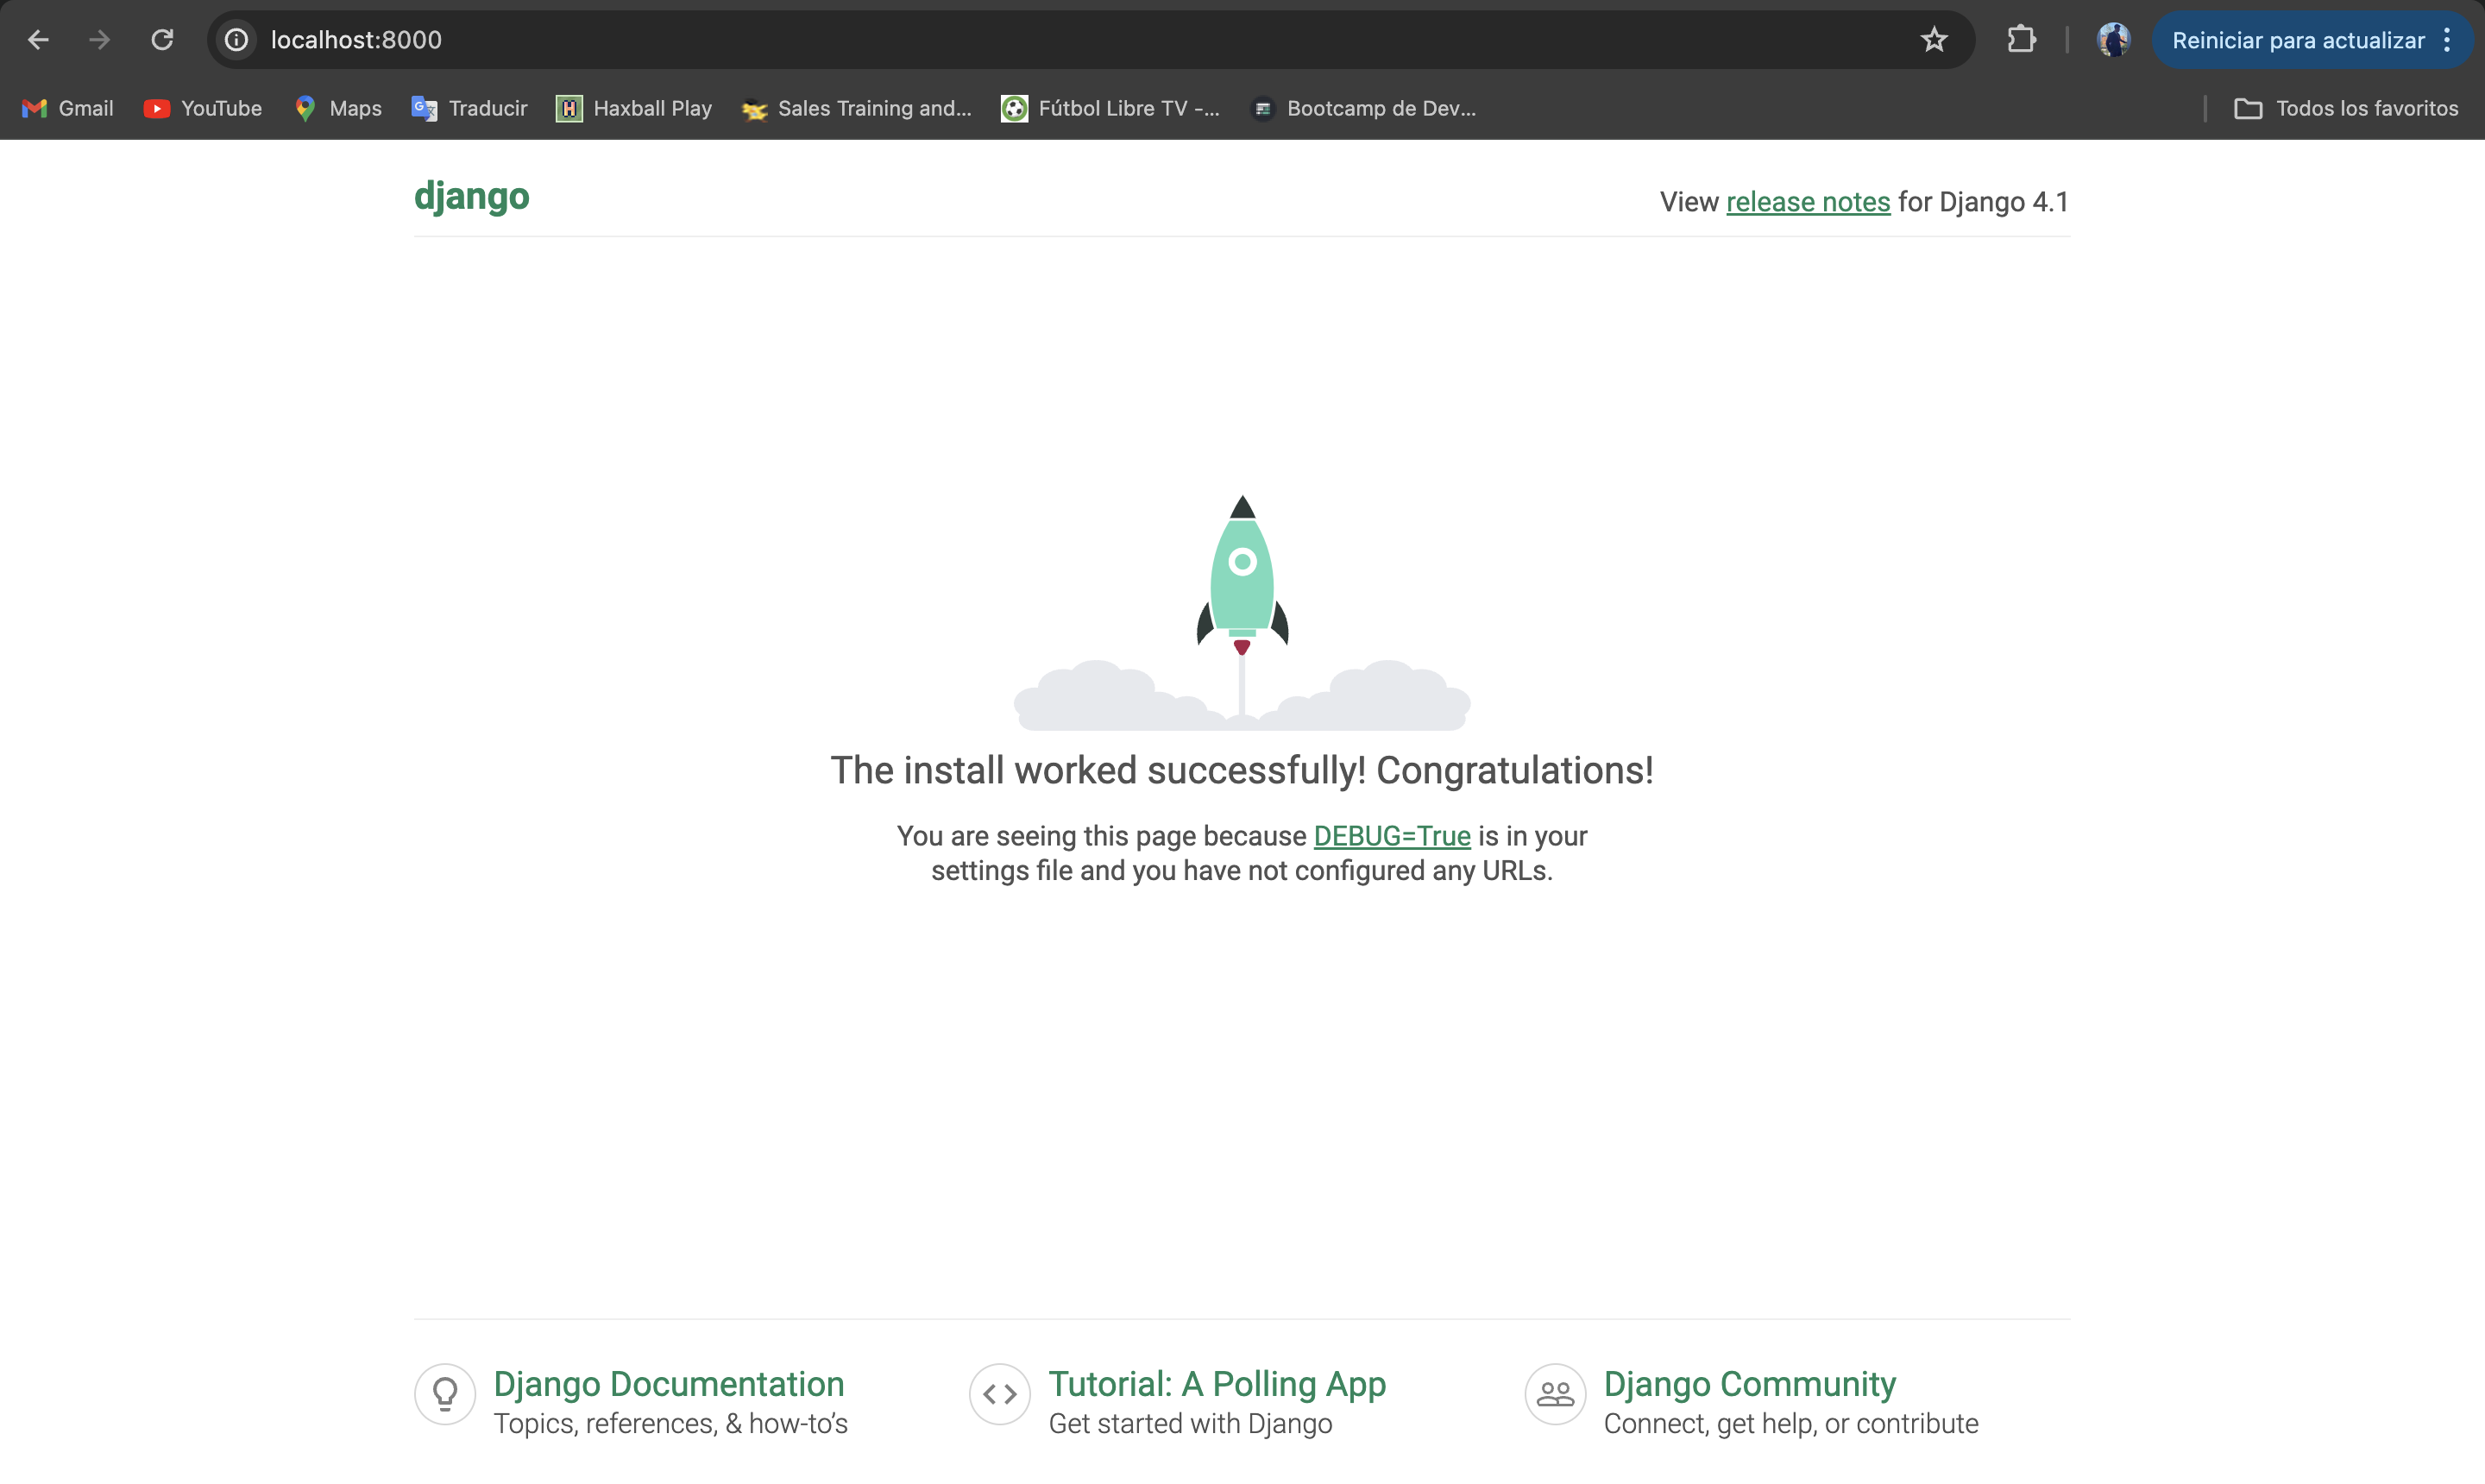 localhost:8000
Reiniciar para actualizar
Gmail
YouTube
Maps
Traducir
Haxball Play
Sales Training and...
Fútbol Libre TV -...
Bootcamp de Dev...
Todos los favoritos
django
View release notes for Django 4.1
The install worked successfully! Congratulations!
You are seeing this page because DEBUG=True is in your
settings file and you have not configured any URLs.
Django Documentation
Topics, references, & how-to’s
Tutorial: A Polling App
Get started with Django
Django Community
Connect, get help, or contribute